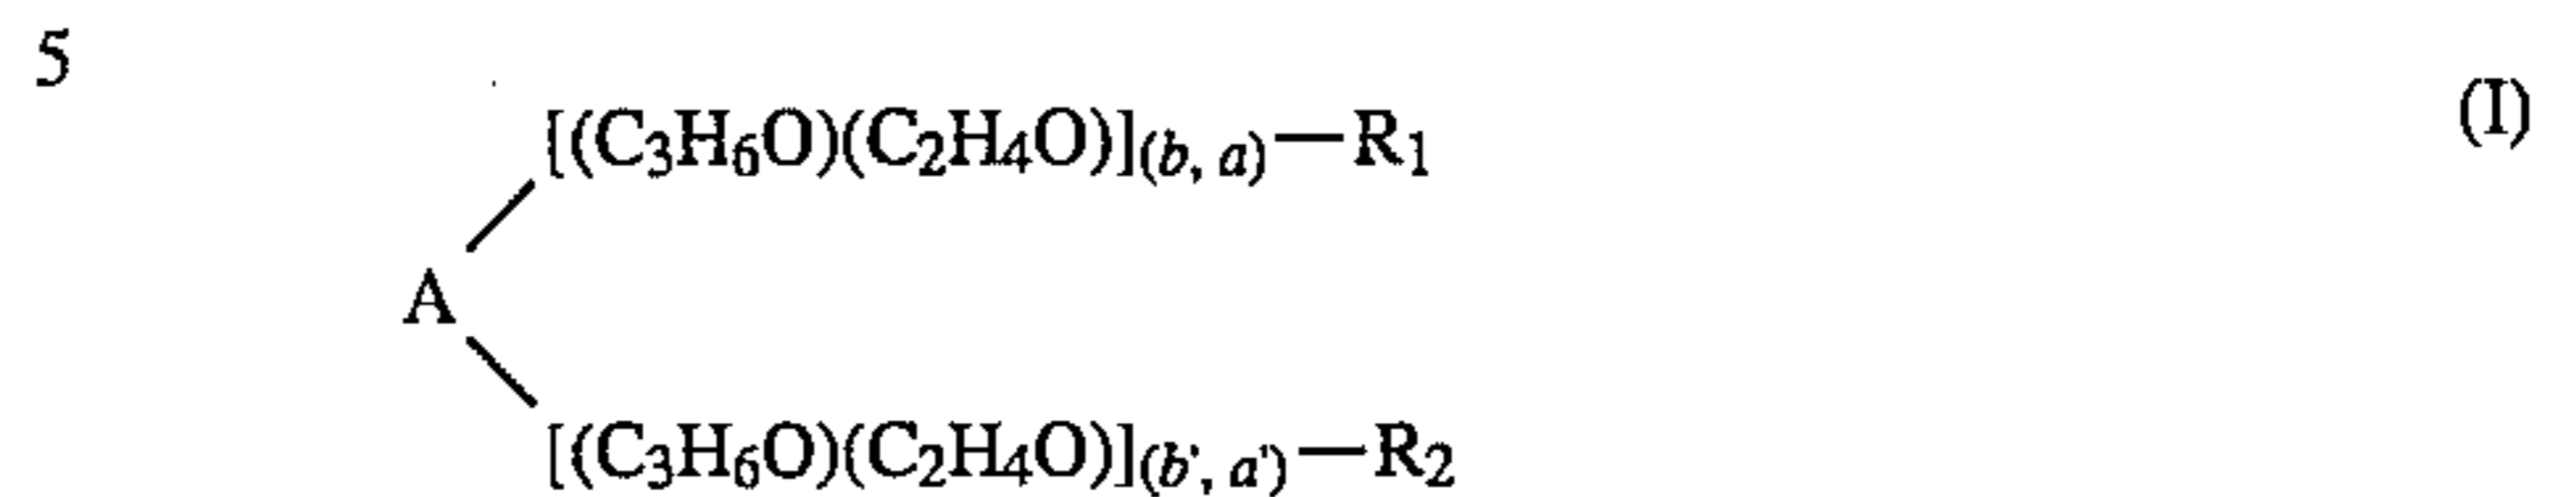 5
(I)
[(C₃H₆O)(C₂H₄O)]₍b, a₎—R₁
A
[(C₃H₆O)(C₂H₄O)]₍b', a'₎—R₂